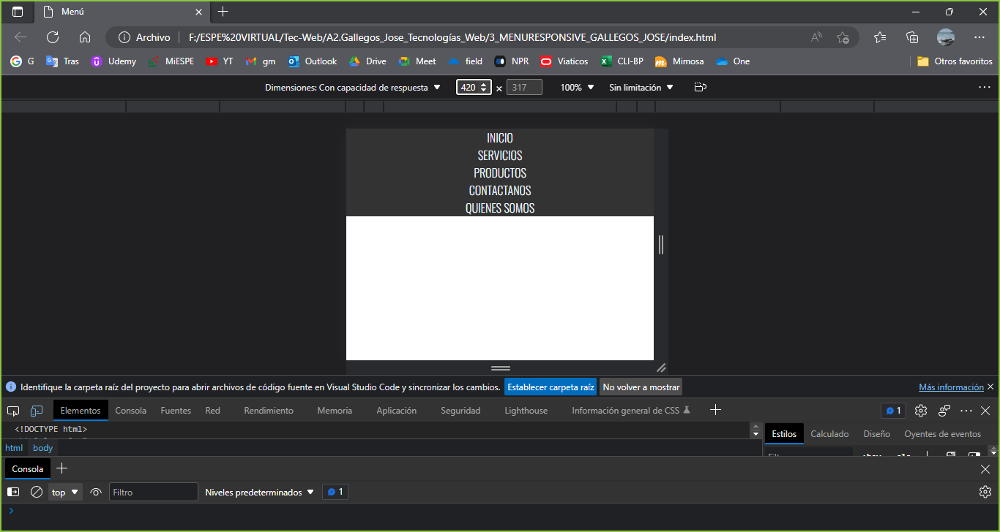 Menú
Archivo F:/ESPE%20VIRTUAL/Tec-Web/A2.Gallegos_Jose_Tecnologías_Web/3_MENURESPONSIVE_GALLEGOS_JOSE/index.html
G Tras Udemy MiESPE YT gm Outlook Drive Meet field NPR Viaticos CLI-BP Mimosa One Otros favoritos
Dimensiones: Con capacidad de respuesta 420 × 317 100% Sin limitación
INICIO
SERVICIOS
PRODUCTOS
CONTACTANOS
QUIENES SOMOS
Identifique la carpeta raíz del proyecto para abrir archivos de código fuente en Visual Studio Code y sincronizar los cambios. Establecer carpeta raíz No volver a mostrar Más información
Elementos Consola Fuentes Red Rendimiento Memoria Aplicación Seguridad Lighthouse Información general de CSS 1
<!DOCTYPE html>
Estilos Calculado Diseño Oyentes de eventos
html body
Consola
top Filtro Niveles predeterminados 1